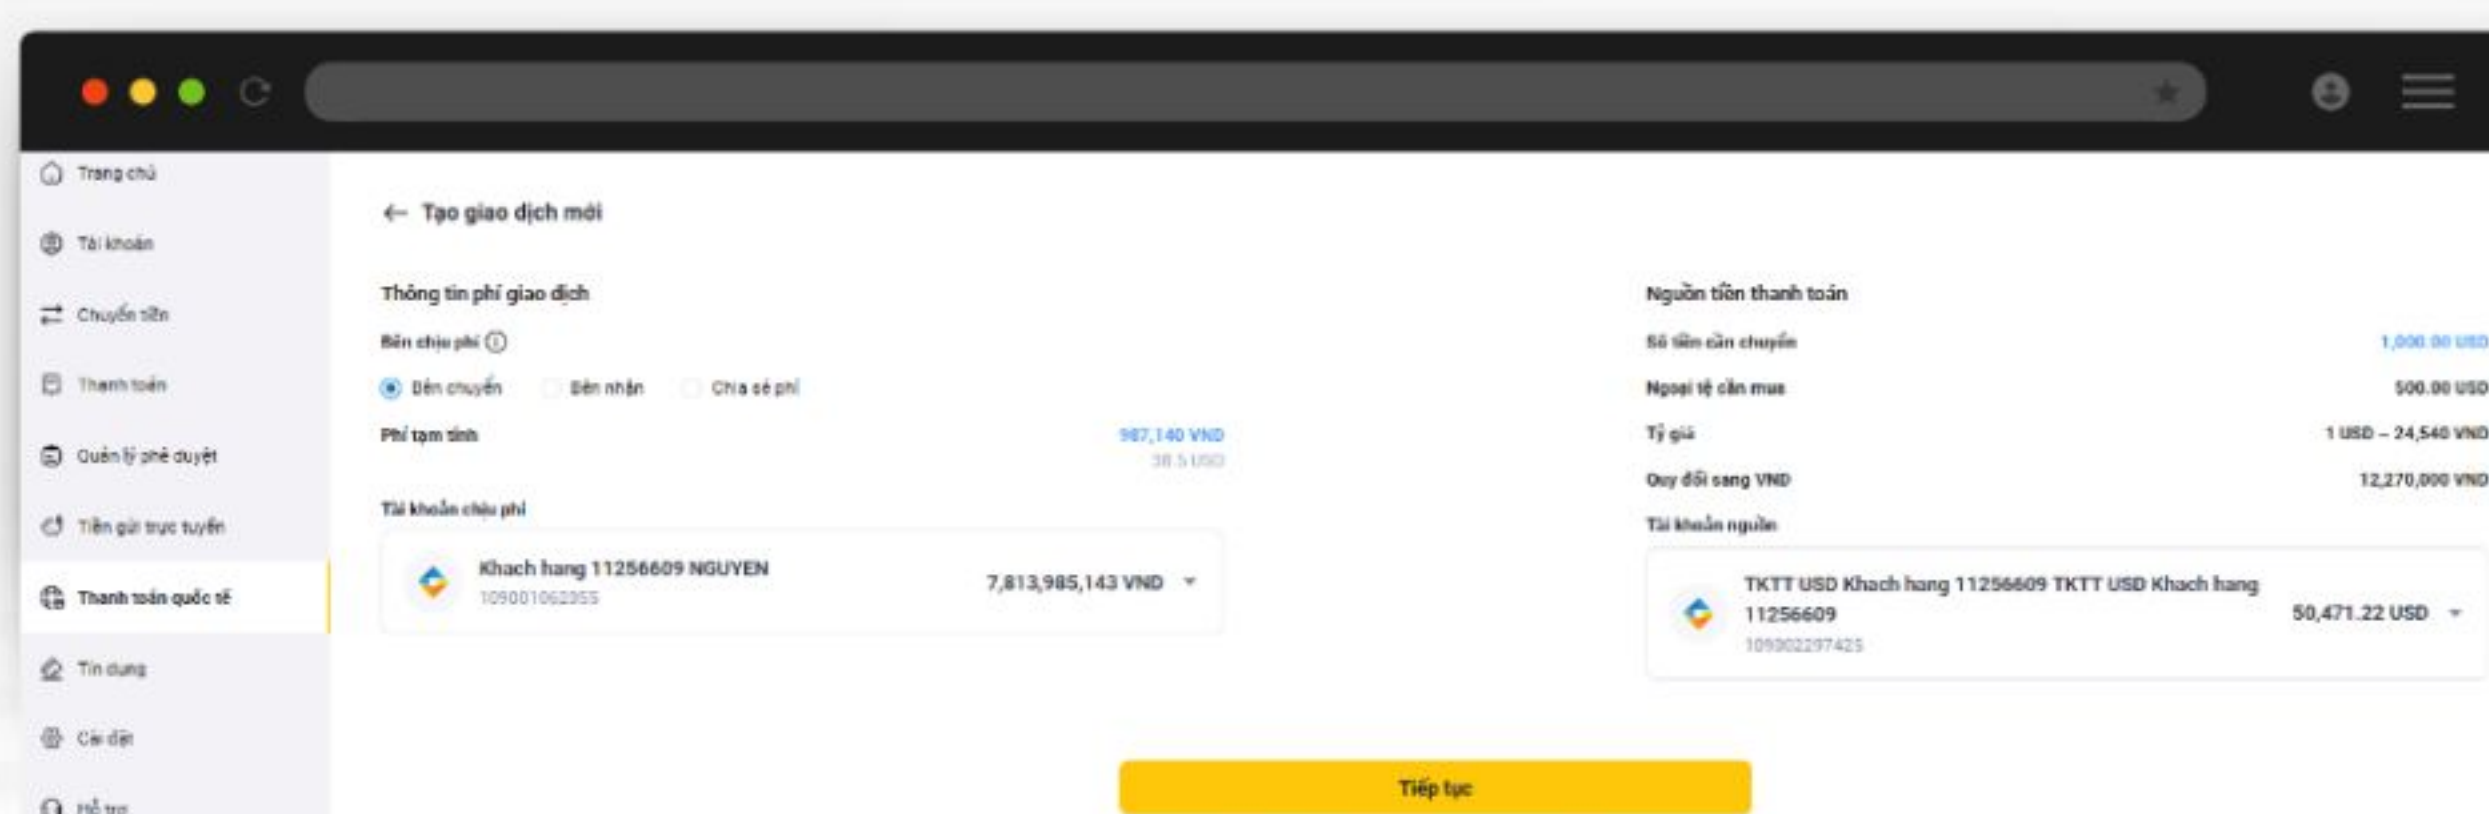 Trang chủ
Tài khoản
Chuyển tiền
Thanh toán
Quản lý phê duyệt
Tiền gửi trực tuyến
Thanh toán quốc tế
Tín dụng
Cài đặt
Hỗ trợ
← Tạo giao dịch mới
Thông tin phí giao dịch
Bên chịu phí
Bên chuyển Bên nhận Chia sẻ phí
Phí tạm tính 987,140 VND
38.5 USD
Tài khoản chịu phí
Khach hang 11256609 NGUYEN
109001062355
7,813,985,143 VND
Nguồn tiền thanh toán
Số tiền cần chuyển 1,000.00 USD
Ngoại tệ cần mua 500.00 USD
Tỷ giá 1 USD – 24,540 VND
Quy đổi sang VND 12,270,000 VND
Tài khoản nguồn
TKTT USD Khach hang 11256609 TKTT USD Khach hang
11256609
109002297425
50,471.22 USD
Tiếp tục